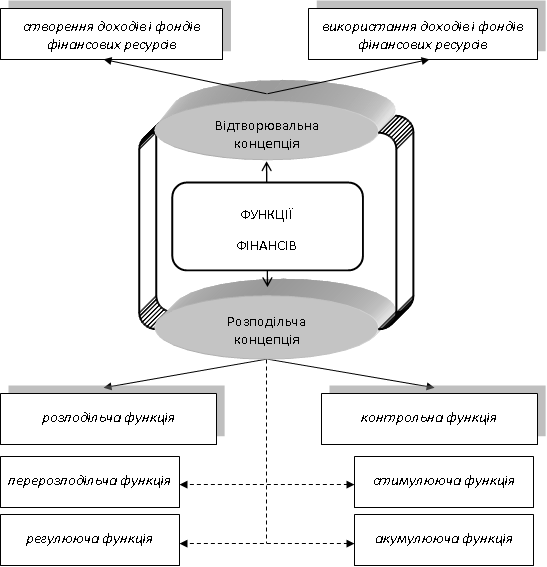 створення доходів і фондів
фінансових ресурсів
використання доходів і фондів
фінансових ресурсів
Відтворювальна
концепція
ФУНКЦІЇ
ФІНАНСІВ
Розподільча
концепція
розподільча функція
контрольна функція
перерозподільча функція
стимулююча функція
регулююча функція
акумулююча функція